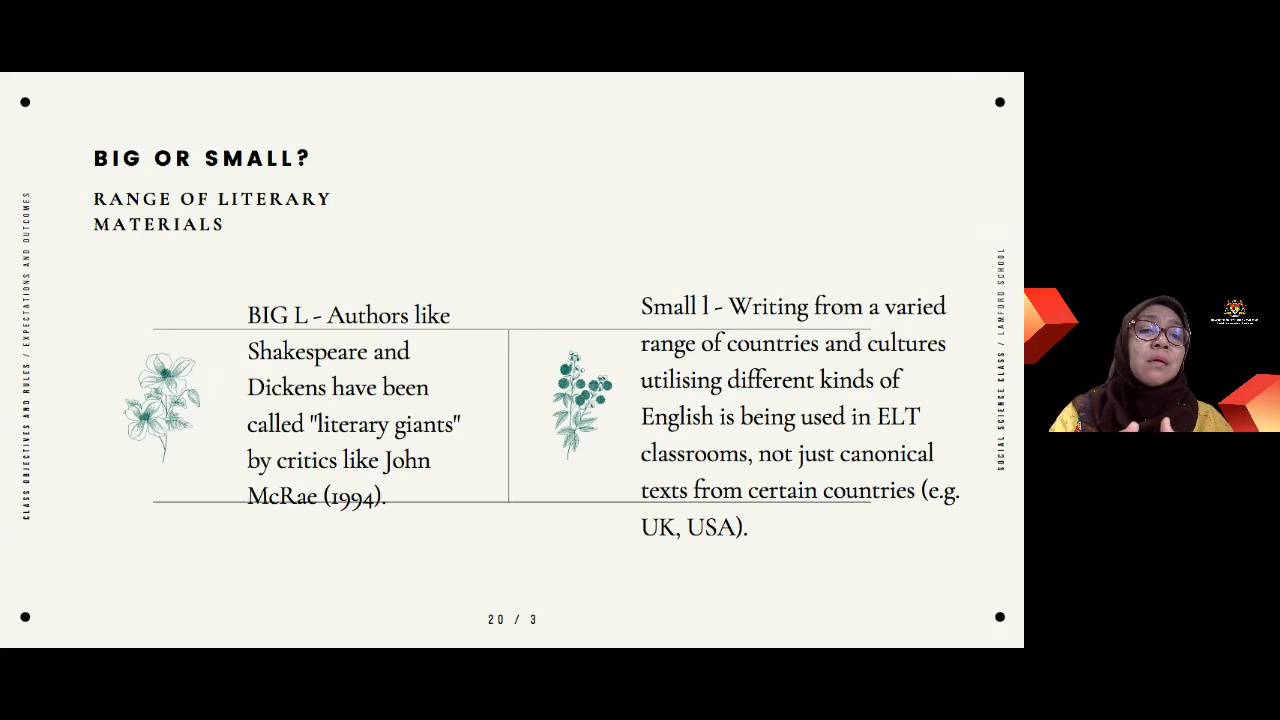 BIG OR SMALL?
RANGE OF LITERARY
MATERIALS
BIG L - Authors like
Shakespeare and
Dickens have been
called "literary giants"
by critics like John
McRae (1994).
Small l - Writing from a varied
range of countries and cultures
utilising different kinds of
English is being used in ELT
classrooms, not just canonical
texts from certain countries (e.g.
UK, USA).
CLASS OBJECTIVES AND RULES / EXPECTATIONS AND OUTCOMES
SOCIAL SCIENCE CLASS / LAMFORD SCHOOL
20 / 3